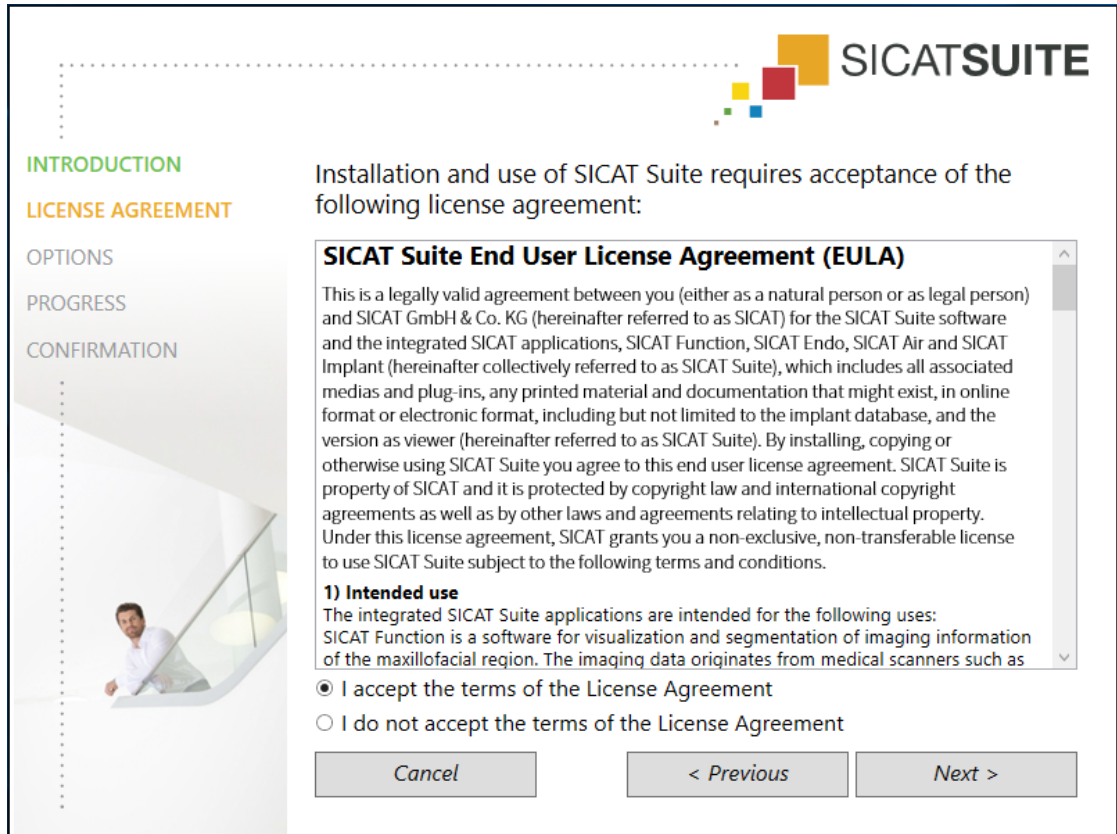 SICATSUITE
INTRODUCTION
LICENSE AGREEMENT
OPTIONS
PROGRESS
CONFIRMATION
Installation and use of SICAT Suite requires acceptance of the
following license agreement:
SICAT Suite End User License Agreement (EULA)
This is a legally valid agreement between you (either as a natural person or as legal person)
and SICAT GmbH & Co. KG (hereinafter referred to as SICAT) for the SICAT Suite software
and the integrated SICAT applications, SICAT Function, SICAT Endo, SICAT Air and SICAT
Implant (hereinafter collectively referred to as SICAT Suite), which includes all associated
medias and plug-ins, any printed material and documentation that might exist, in online
format or electronic format, including but not limited to the implant database, and the
version as viewer (hereinafter referred to as SICAT Suite). By installing, copying or
otherwise using SICAT Suite you agree to this end user license agreement. SICAT Suite is
property of SICAT and it is protected by copyright law and international copyright
agreements as well as by other laws and agreements relating to intellectual property.
Under this license agreement, SICAT grants you a non-exclusive, non-transferable license
to use SICAT Suite subject to the following terms and conditions.
1) Intended use
The integrated SICAT Suite applications are intended for the following uses:
SICAT Function is a software for visualization and segmentation of imaging information
of the maxillofacial region. The imaging data originates from medical scanners such as
I accept the terms of the License Agreement
I do not accept the terms of the License Agreement
Cancel
< Previous
Next >